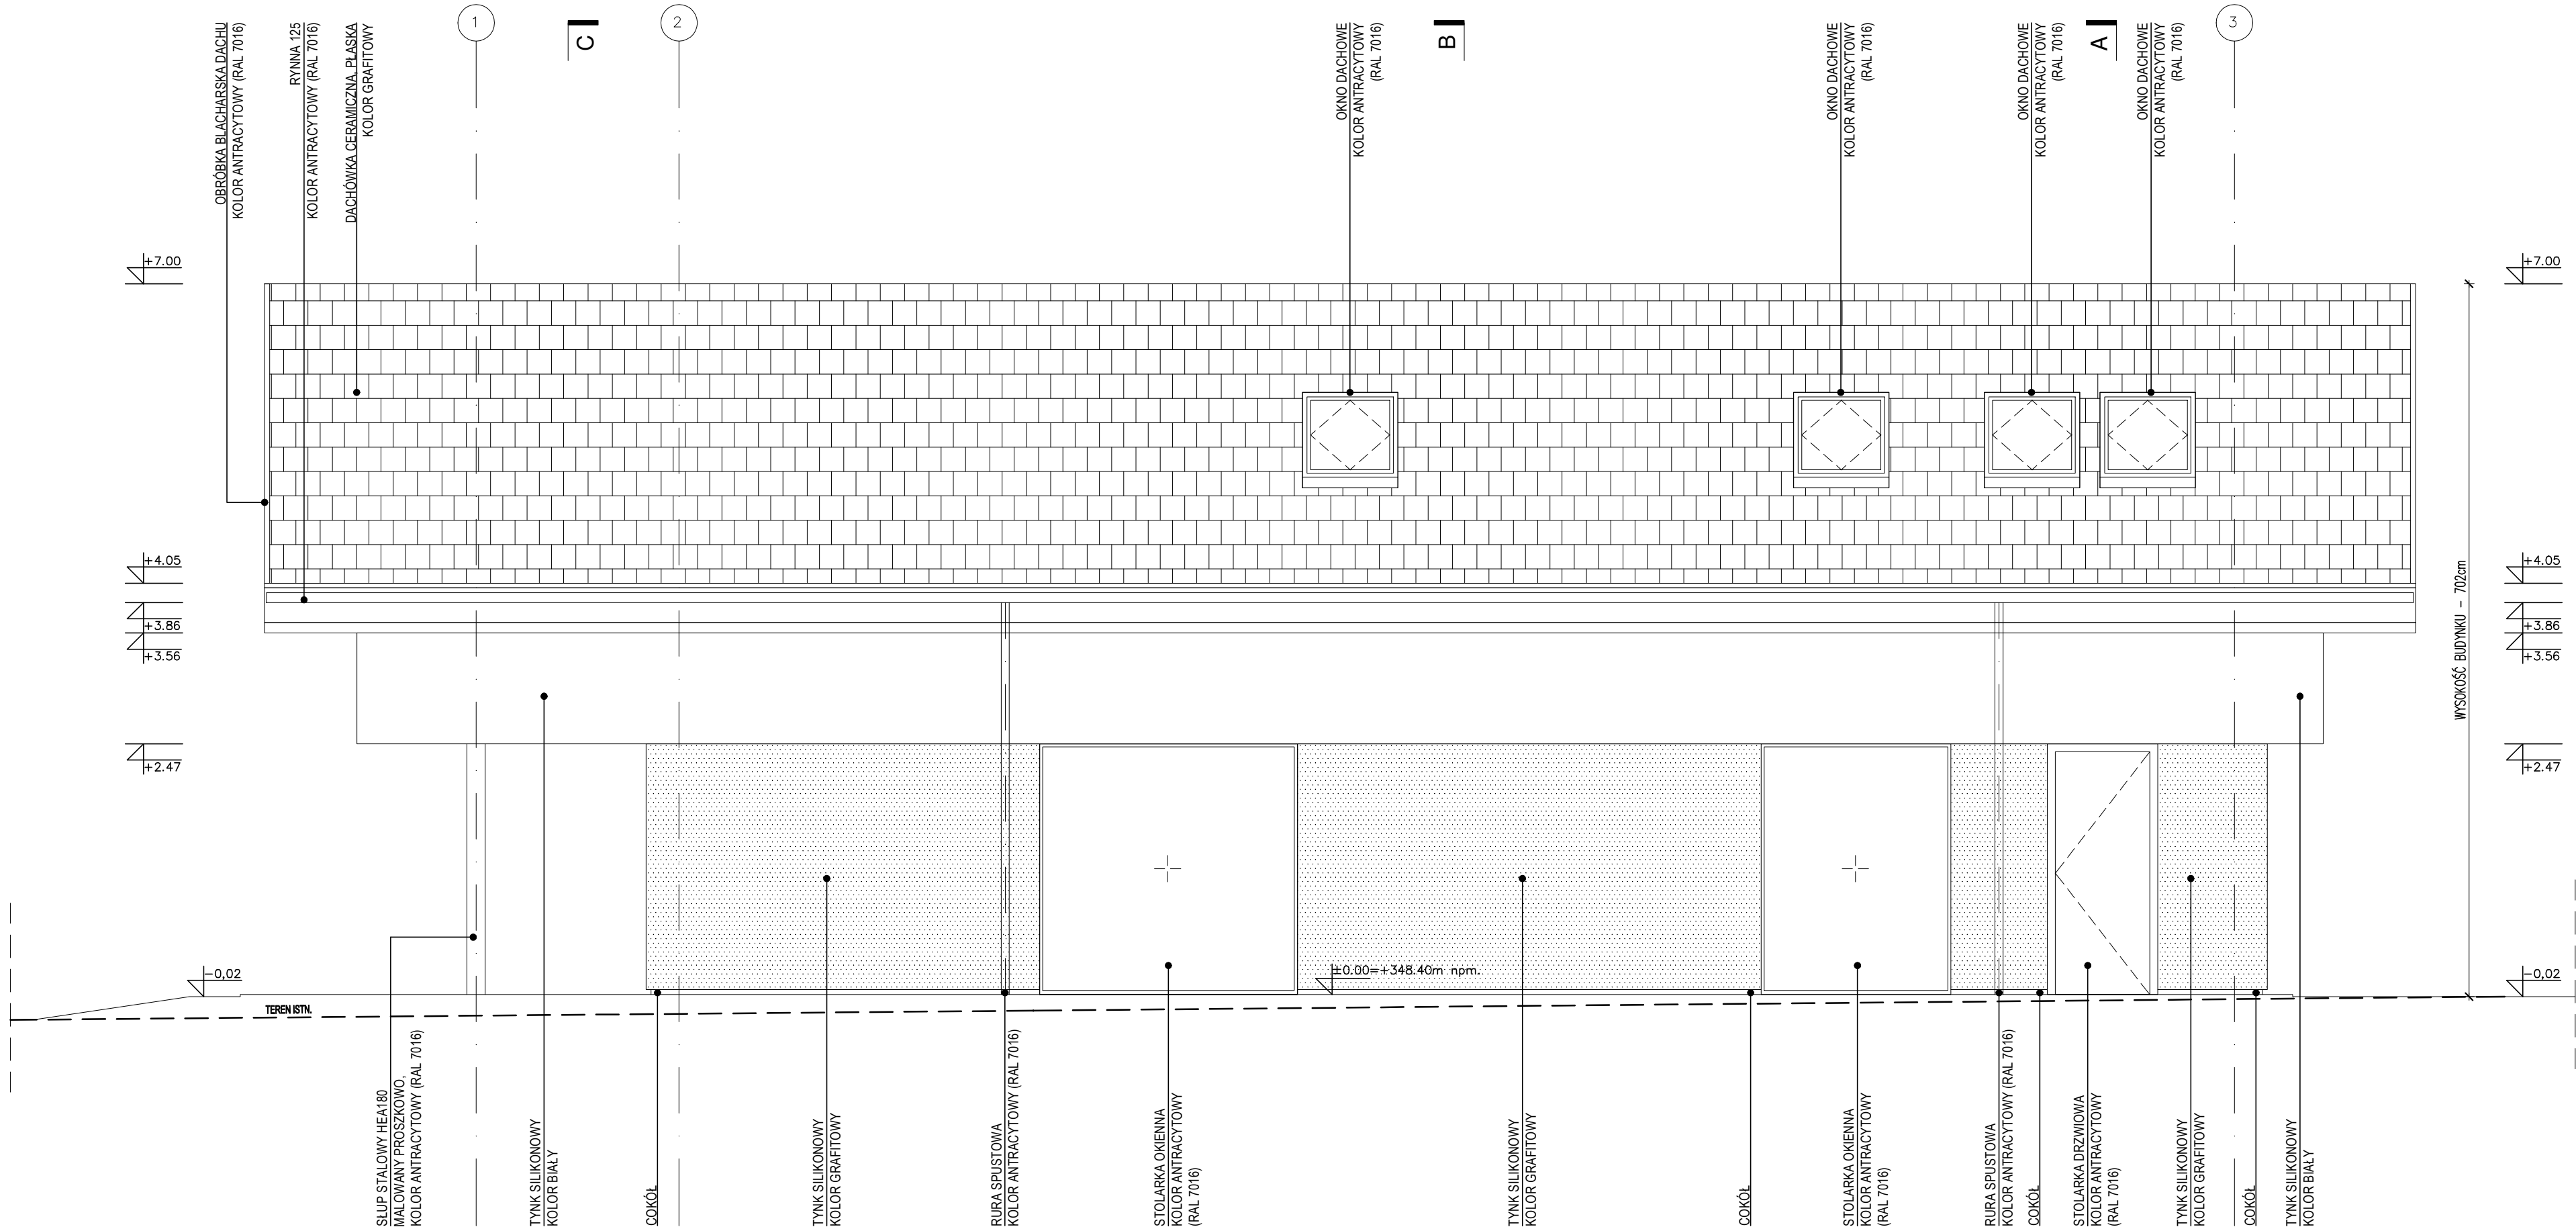 OBRÓBKA BLACHARSKA DACHU
KOLOR ANTRACYTOWY (RAL 7016)
RYNNA 125
KOLOR ANTRACYTOWY (RAL 7016)
DACHÓWKA CERAMICZNA, PŁASKA
KOLOR GRAFITOWY
1
C
2
OKNO DACHOWE
KOLOR ANTRACYTOWY
(RAL 7016)
B
OKNO DACHOWE
KOLOR ANTRACYTOWY
(RAL 7016)
OKNO DACHOWE
KOLOR ANTRACYTOWY
(RAL 7016)
A
OKNO DACHOWE
KOLOR ANTRACYTOWY
(RAL 7016)
3
+7.00
+7.00
+4.05
+4.05
+3.86
+3.86
+3.56
+3.56
WYSOKOŚĆ BUDYNKU - 702cm
+2.47
+2.47
-0,02
±0.00=+348.40m npm.
-0,02
TEREN ISTN.
SŁUP STALOWY HEA180
MALOWANY PROSZKOWO,
KOLOR ANTRACYTOWY (RAL 7016)
TYNK SILIKONOWY
KOLOR BIAŁY
COKÓŁ
TYNK SILIKONOWY
KOLOR GRAFITOWY
RURA SPUSTOWA
KOLOR ANTRACYTOWY (RAL 7016)
STOLARKA OKIENNA
KOLOR ANTRACYTOWY
(RAL 7016)
TYNK SILIKONOWY
KOLOR GRAFITOWY
COKÓŁ
STOLARKA OKIENNA
KOLOR ANTRACYTOWY
(RAL 7016)
RURA SPUSTOWA
KOLOR ANTRACYTOWY (RAL 7016)
COKÓŁ
STOLARKA DRZWIOWA
KOLOR ANTRACYTOWY
(RAL 7016)
TYNK SILIKONOWY
KOLOR GRAFITOWY
COKÓŁ
TYNK SILIKONOWY
KOLOR BIAŁY